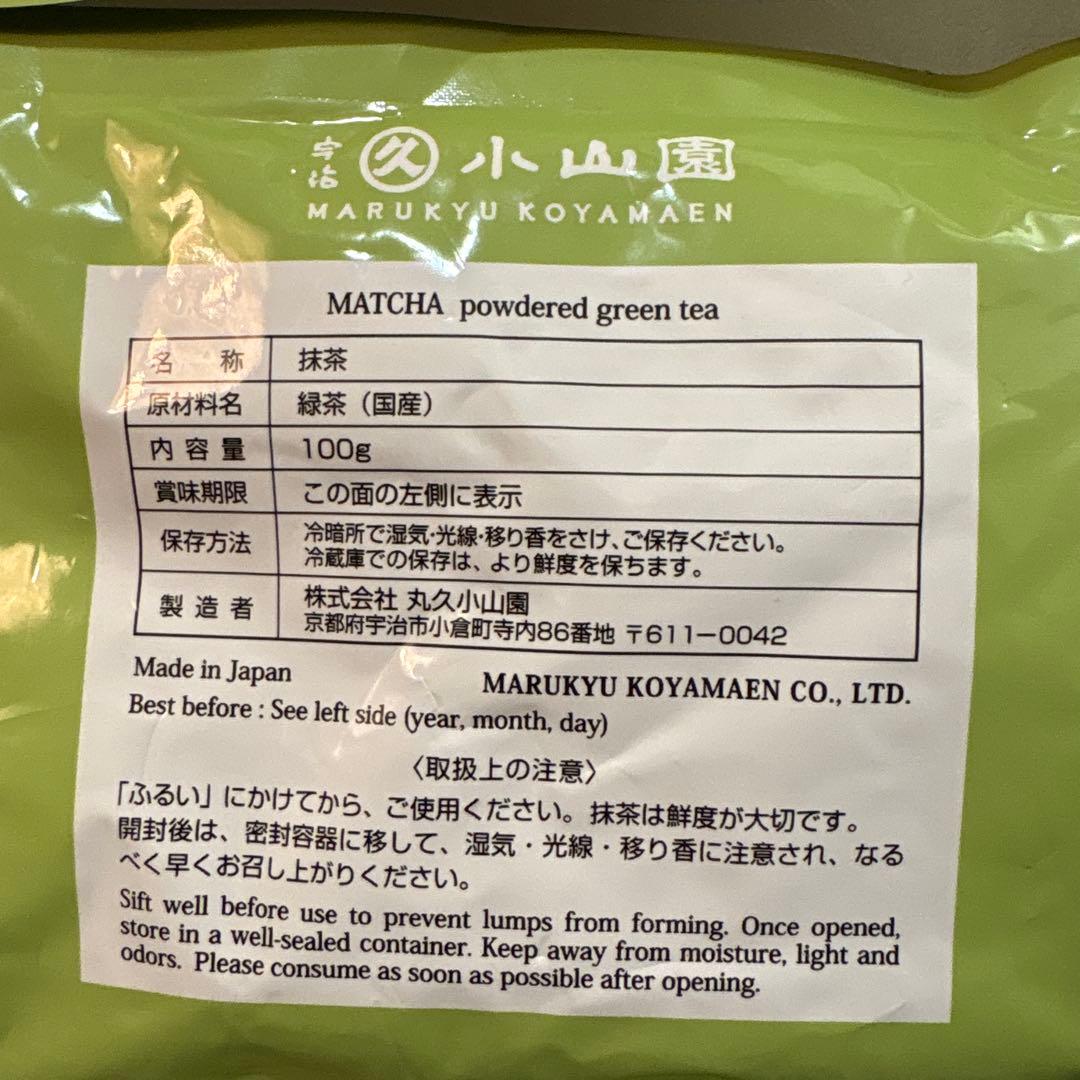 宇治 久 小山園
MARUKYU KOYAMAEN
MATCHA powdered green tea
名称 抹茶
原材料名 緑茶（国産）
内容量 100g
賞味期限 この面の左側に表示
保存方法 冷暗所で湿気・光線・移り香をさけ、ご保存ください。
冷蔵庫での保存は、より鮮度を保ちます。
製造者 株式会社 丸久小山園
京都府宇治市小倉町寺内86番地 〒611－0042
Made in Japan
MARUKYU KOYAMAEN CO., LTD.
Best before : See left side (year, month, day)
〈取扱上の注意〉
「ふるい」にかけてから、ご使用ください。抹茶は鮮度が大切です。
開封後は、密封容器に移して、湿気・光線・移り香に注意され、なる
べく早くお召し上がりください。
Sift well before use to prevent lumps from forming. Once opened,
store in a well-sealed container. Keep away from moisture, light and
odors. Please consume as soon as possible after opening.